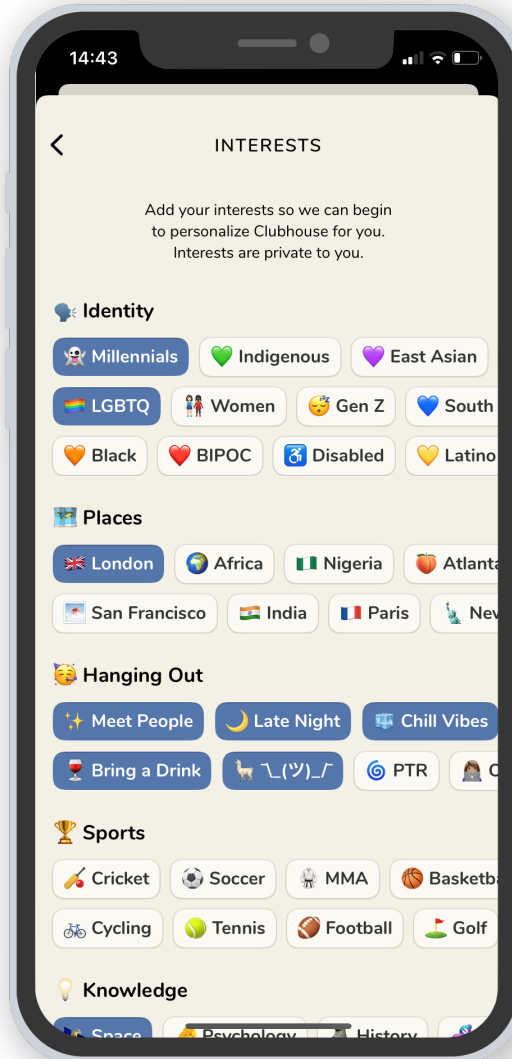 14:43
INTERESTS
Add your interests so we can begin
to personalize Clubhouse for you.
Interests are private to you.
Identity
Millennials Indigenous East Asian
LGBTQ Women Gen Z South
Black BIPOC Disabled Latino
Places
London Africa Nigeria Atlanta
San Francisco India Paris
Hanging Out
Meet People Late Night Chill Vibes
Bring a Drink ¯\_(ツ)_/¯ PTR
Sports
Cricket Soccer MMA Basketba
Cycling Tennis Football Golf
Knowledge
Space Psychology History